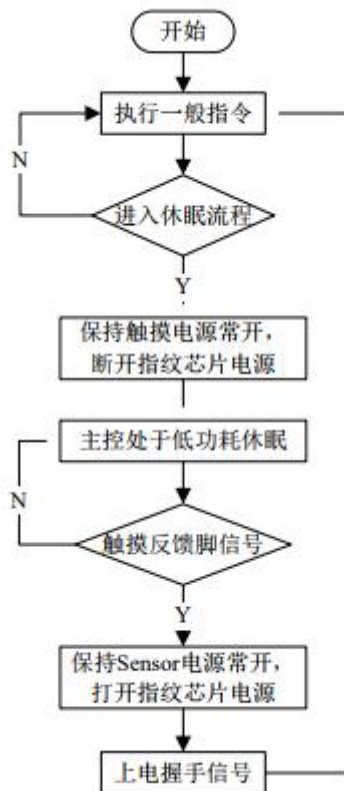 开始
执行一般指令
N
进入休眠流程
Y
保持触摸电源常开，
断开指纹芯片电源
主控处于低功耗休眠
N
触摸反馈脚信号
Y
保持Sensor电源常开，
打开指纹芯片电源
上电握手信号